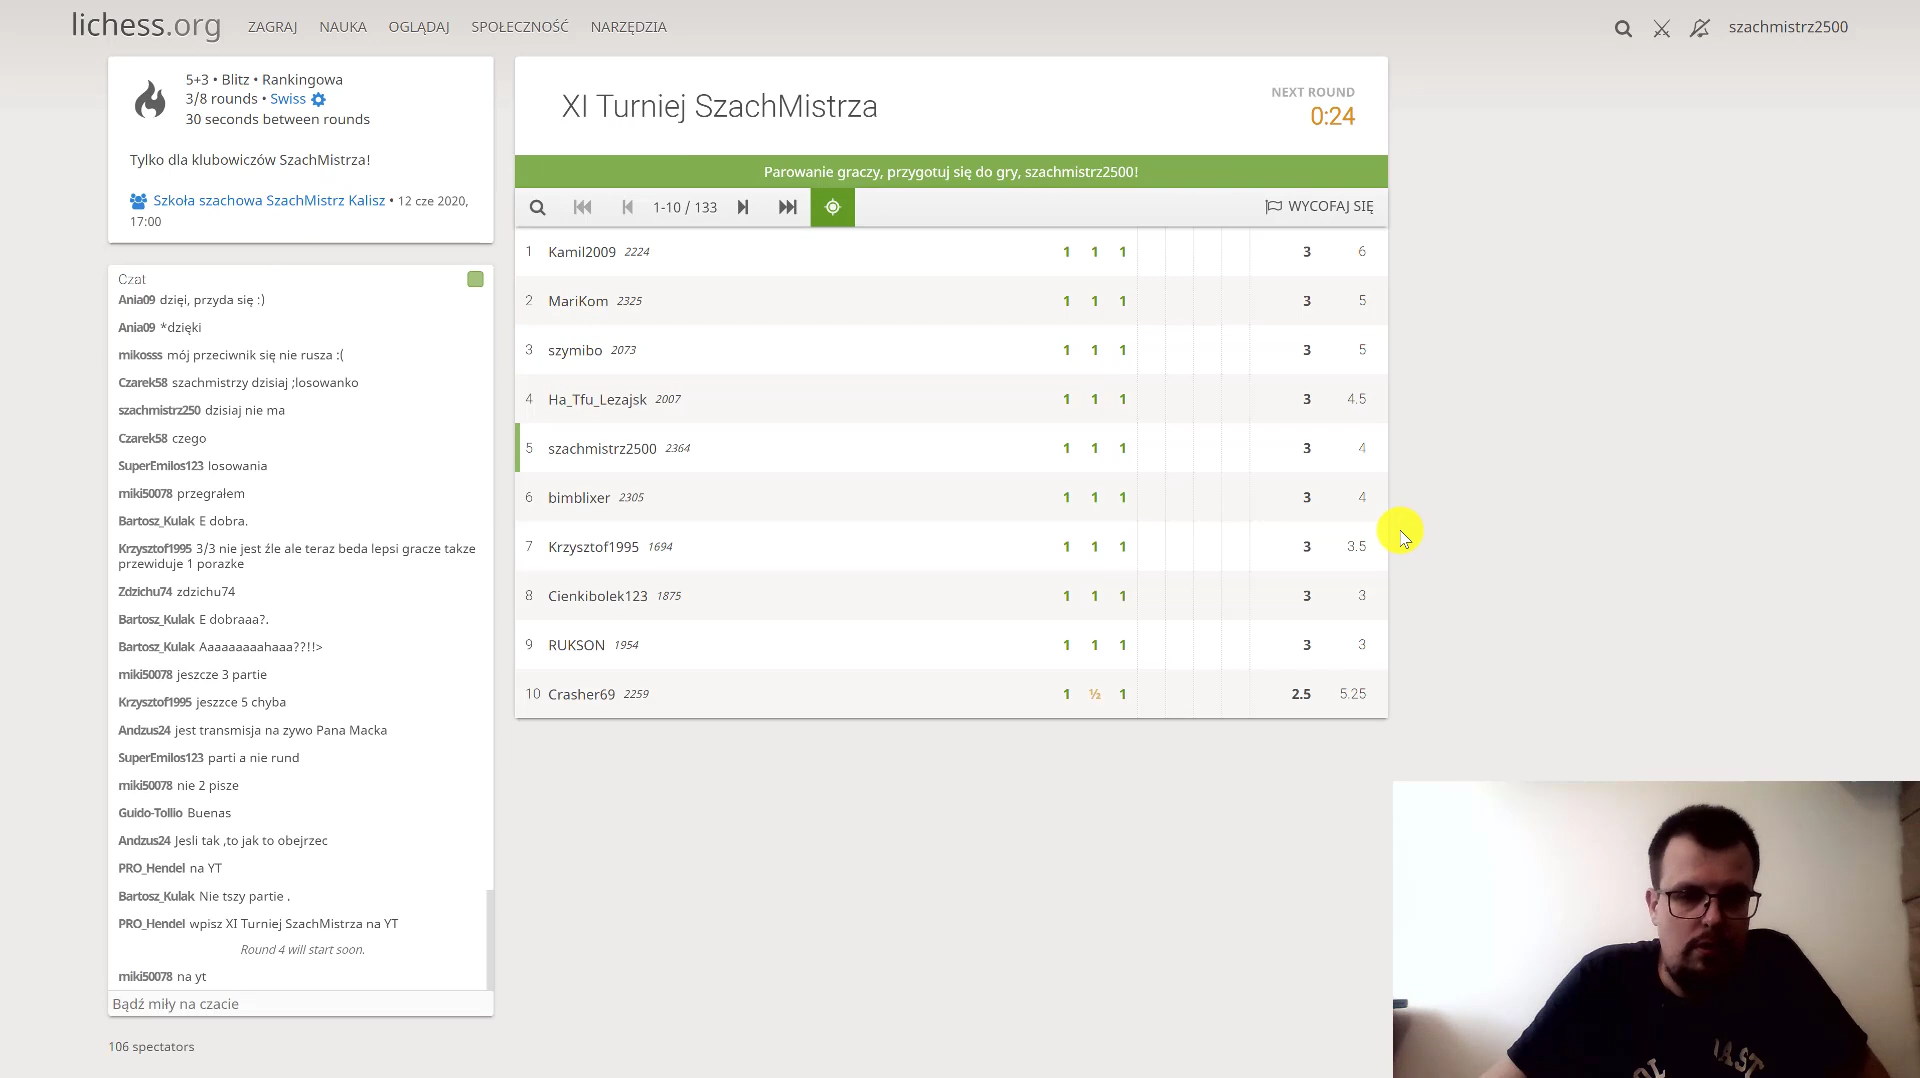 lichess.org ZAGRAJ NAUKA OGLĄDAJ SPOŁECZNOŚĆ NARZĘDZIA szachmistrz2500
5+3 • Blitz • Rankingowa
3/8 rounds • Swiss
30 seconds between rounds
Tylko dla klubowiczów SzachMistrza!
Szkoła szachowa SzachMistrz Kalisz • 12 cze 2020,
17:00
Czat
Ania09 dzięi, przyda się :)
Ania09 *dzięki
mikosss mój przeciwnik się nie rusza :(
Czarek58 szachmistrzy dzisiaj ;losowanko
szachmistrz250 dzisiaj nie ma
Czarek58 czego
SuperEmilos123 losowania
miki50078 przegrałem
Bartosz_Kulak E dobra.
Krzysztof1995 3/3 nie jest źle ale teraz beda lepsi gracze takze
przewiduje 1 porazke
Zdzichu74 zdzichu74
Bartosz_Kulak E dobraaa?.
Bartosz_Kulak Aaaaaaaahaaa??!!>
miki50078 jeszcze 3 partie
Krzysztof1995 jeszzce 5 chyba
Andzus24 jest transmisja na zywo Pana Macka
SuperEmilos123 parti a nie rund
miki50078 nie 2 pisze
Guido-Tollio Buenas
Andzus24 Jesli tak ,to jak to obejrzec
PRO_Hendel na YT
Bartosz_Kulak Nie tszy partie .
PRO_Hendel wpisz XI Turniej SzachMistrza na YT
Round 4 will start soon.
miki50078 na yt
Bądź miły na czacie
106 spectators
XI Turniej SzachMistrza
NEXT ROUND
0:24
Parowanie graczy, przygotuj się do gry, szachmistrz2500!
1-10 / 133 WYCOFAJ SIĘ
1 Kamil2009 2224 1 1 1 3 6
2 MariKom 2325 1 1 1 3 5
3 szymibo 2073 1 1 1 3 5
4 Ha_Tfu_Lezajsk 2007 1 1 1 3 4.5
5 szachmistrz2500 2364 1 1 1 3 4
6 bimblixer 2305 1 1 1 3 4
7 Krzysztof1995 1694 1 1 1 3 3.5
8 Cienkibolek123 1875 1 1 1 3 3
9 RUKSON 1954 1 1 1 3 3
10 Crasher69 2259 1 ½ 1 2.5 5.25